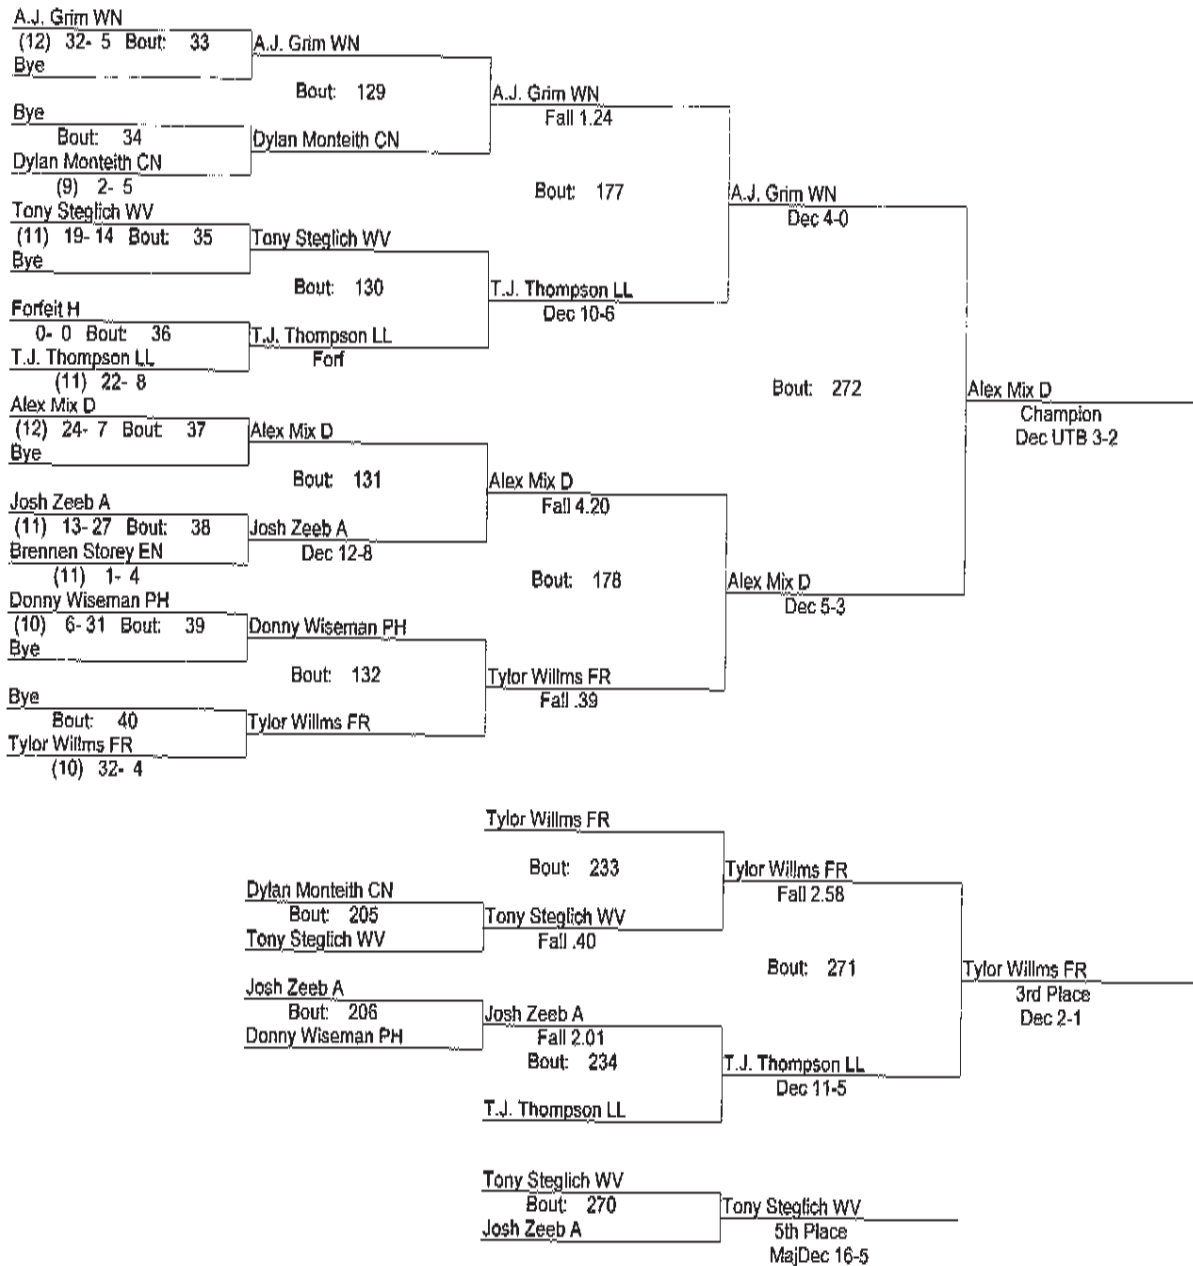 A.J. Grim WN
(12) 32- 5 Bout: 33
Bye
A.J. Grim WN
Bout: 129
Bye
Bout: 34
Dylan Monteith CN
(9) 2- 5
Dylan Monteith CN
A.J. Grim WN
Fall 1.24
Bout: 177
Tony Steglich WV
(11) 19- 14 Bout: 35
Bye
Tony Steglich WV
Bout: 130
Forfeit H
0- 0 Bout: 36
T.J. Thompson LL
(11) 22- 8
T.J. Thompson LL
Forf
T.J. Thompson LL
Dec 10-6
A.J. Grim WN
Dec 4-0
Bout: 272
Alex Mix D
(12) 24- 7 Bout: 37
Bye
Alex Mix D
Bout: 131
Josh Zeeb A
(11) 13- 27 Bout: 38
Brennen Storey EN
(11) 1- 4
Josh Zeeb A
Dec 12-8
Alex Mix D
Fall 4.20
Bout: 178
Donny Wiseman PH
(10) 6- 31 Bout: 39
Bye
Donny Wiseman PH
Bout: 132
Bye
Bout: 40
Tylor Willms FR
(10) 32- 4
Tylor Willms FR
Tylor Willms FR
Fall .39
Alex Mix D
Dec 5-3
Alex Mix D
Champion
Dec UTB 3-2
Tylor Willms FR
Bout: 233
Dylan Monteith CN
Bout: 205
Tony Steglich WV
Tony Steglich WV
Fall .40
Tylor Willms FR
Fall 2.58
Bout: 271
Josh Zeeb A
Bout: 206
Donny Wiseman PH
Josh Zeeb A
Fall 2.01
Bout: 234
T.J. Thompson LL
T.J. Thompson LL
Dec 11-5
Tylor Willms FR
3rd Place
Dec 2-1
Tony Steglich WV
Bout: 270
Josh Zeeb A
Tony Steglich WV
5th Place
MajDec 16-5